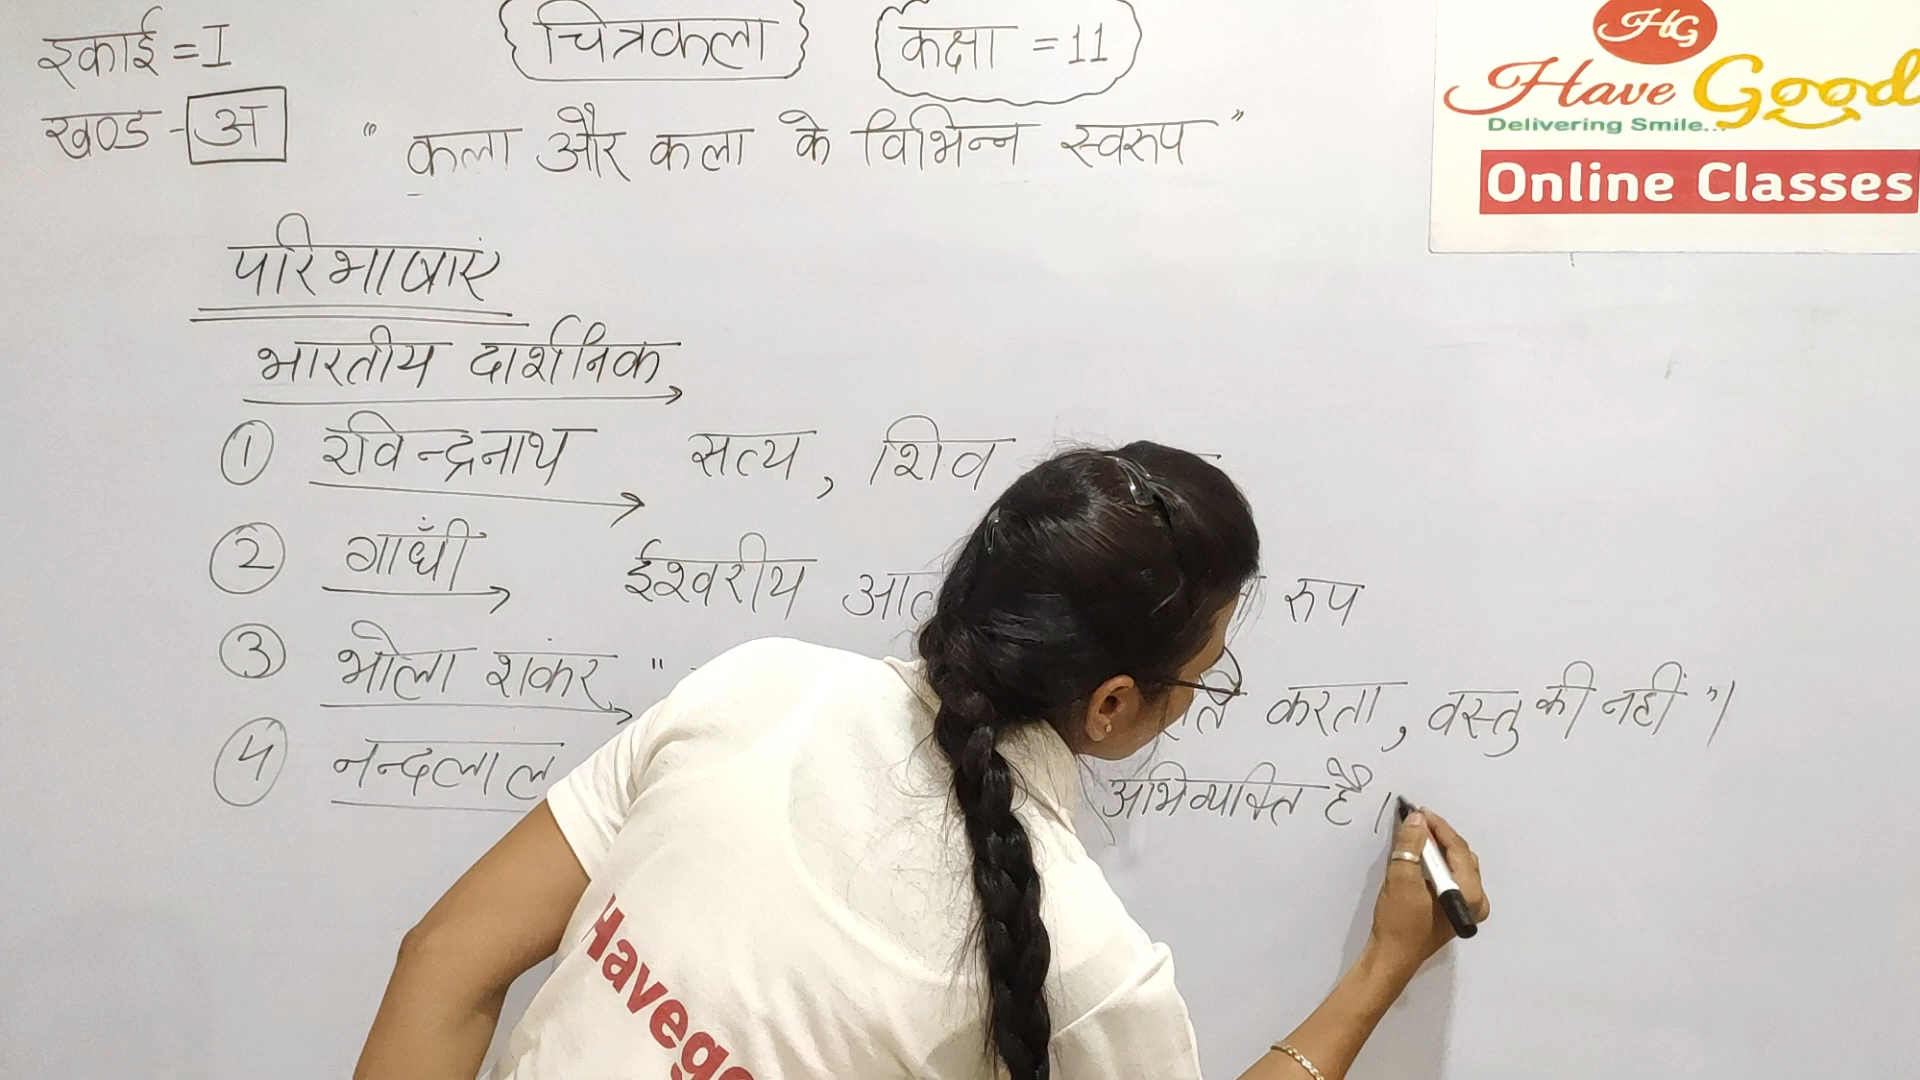 इकाई = I
चित्रकला
कक्षा = 11
खण्ड - अ
" कला और कला के विभिन्न स्वरुप "
परिभाषाएं
भारतीय दार्शनिक
① रविन्द्रनाथ सत्य , शिव
② गाँधी ईश्वरीय रुप
③ भोला शंकर " करता , वस्तु की नहीं "।
④ नन्दलाल अभिव्यक्ति है।
HG
Have Good
Delivering Smile...
Online Classes